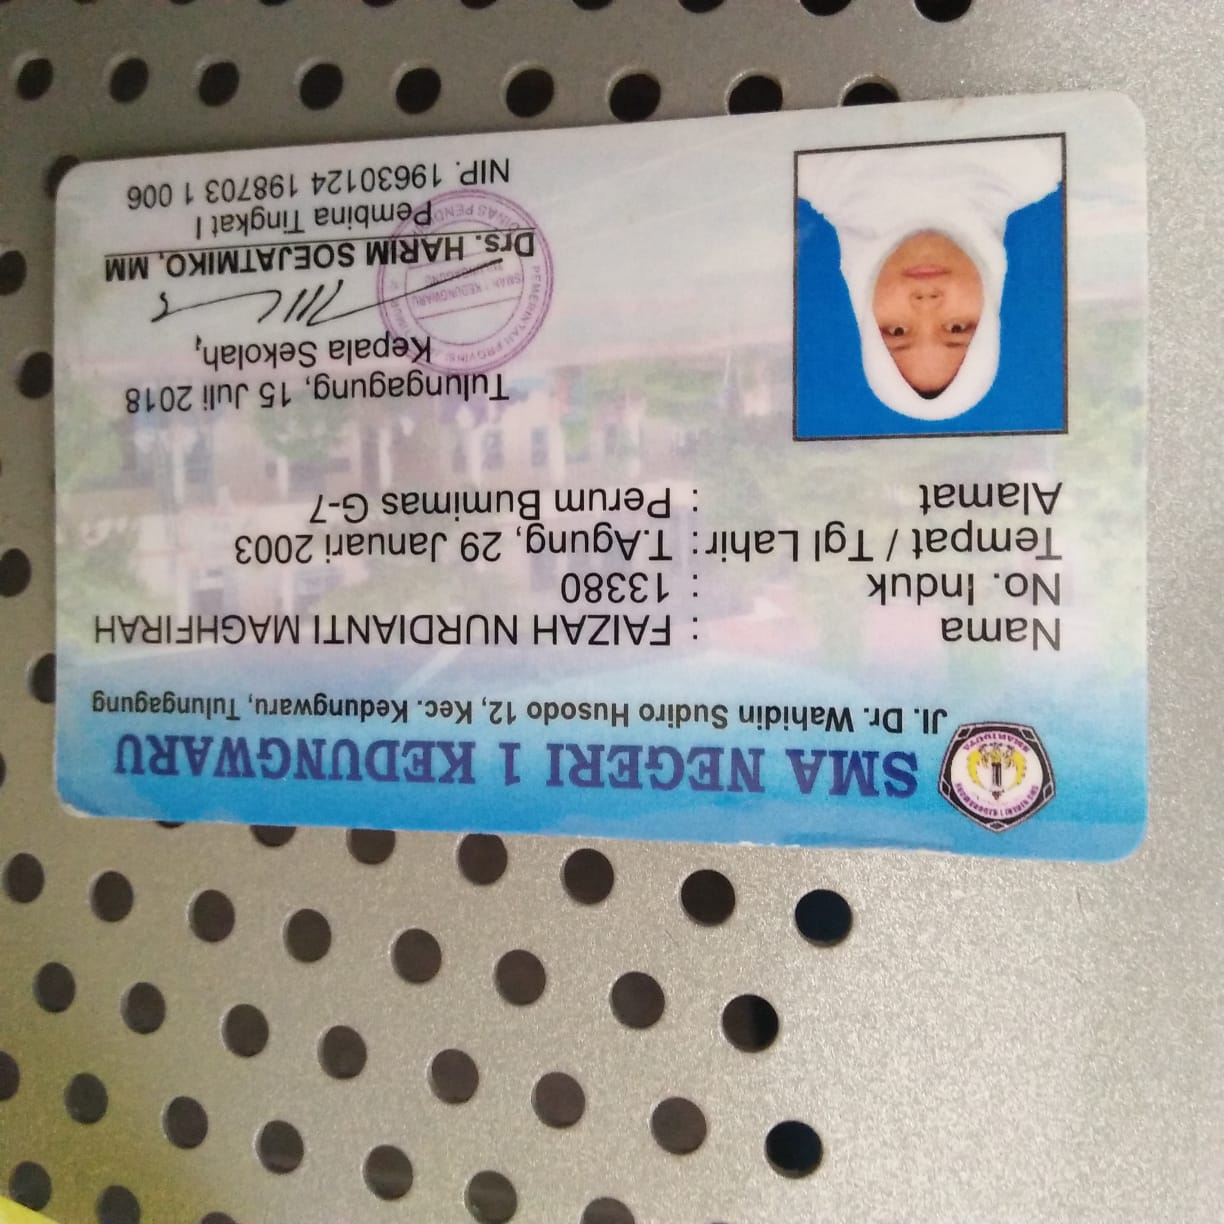 SMA NEGERI 1 KEDUNGWARU
Jl. Dr. Wahidin Sudiro Husodo 12, Kec. Kedungwaru, Tulungagung
Nama : FAIZAH NURDIANTI MAGHFIRAH
No. Induk : 13380
Tempat / Tgl Lahir : T.Agung, 29 Januari 2003
Alamat : Perum Bumimas G-7
Tulungagung, 15 Juli 2018
Kepala Sekolah,
Drs. HARIM SOEJATMIKO, MM
Pembina Tingkat I
NIP. 19630124 198703 1 006